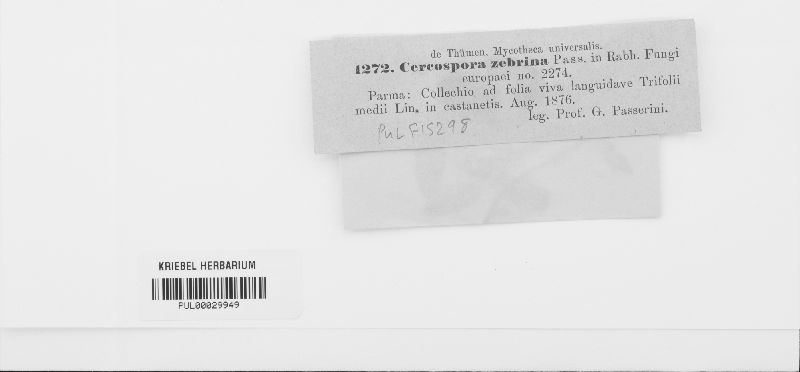 de Thümen, Mycotheca universalis.
1272. Cercospora zebrina Pass. in Rabh. Fungi
europaei no. 2274.
Parma: Collechio ad folia viva languidave Trifolii
medii Lin. in castanetis. Aug. 1876.
leg. Prof. G. Passerini.
PUL F15298
KRIEBEL HERBARIUM
PUL00029949